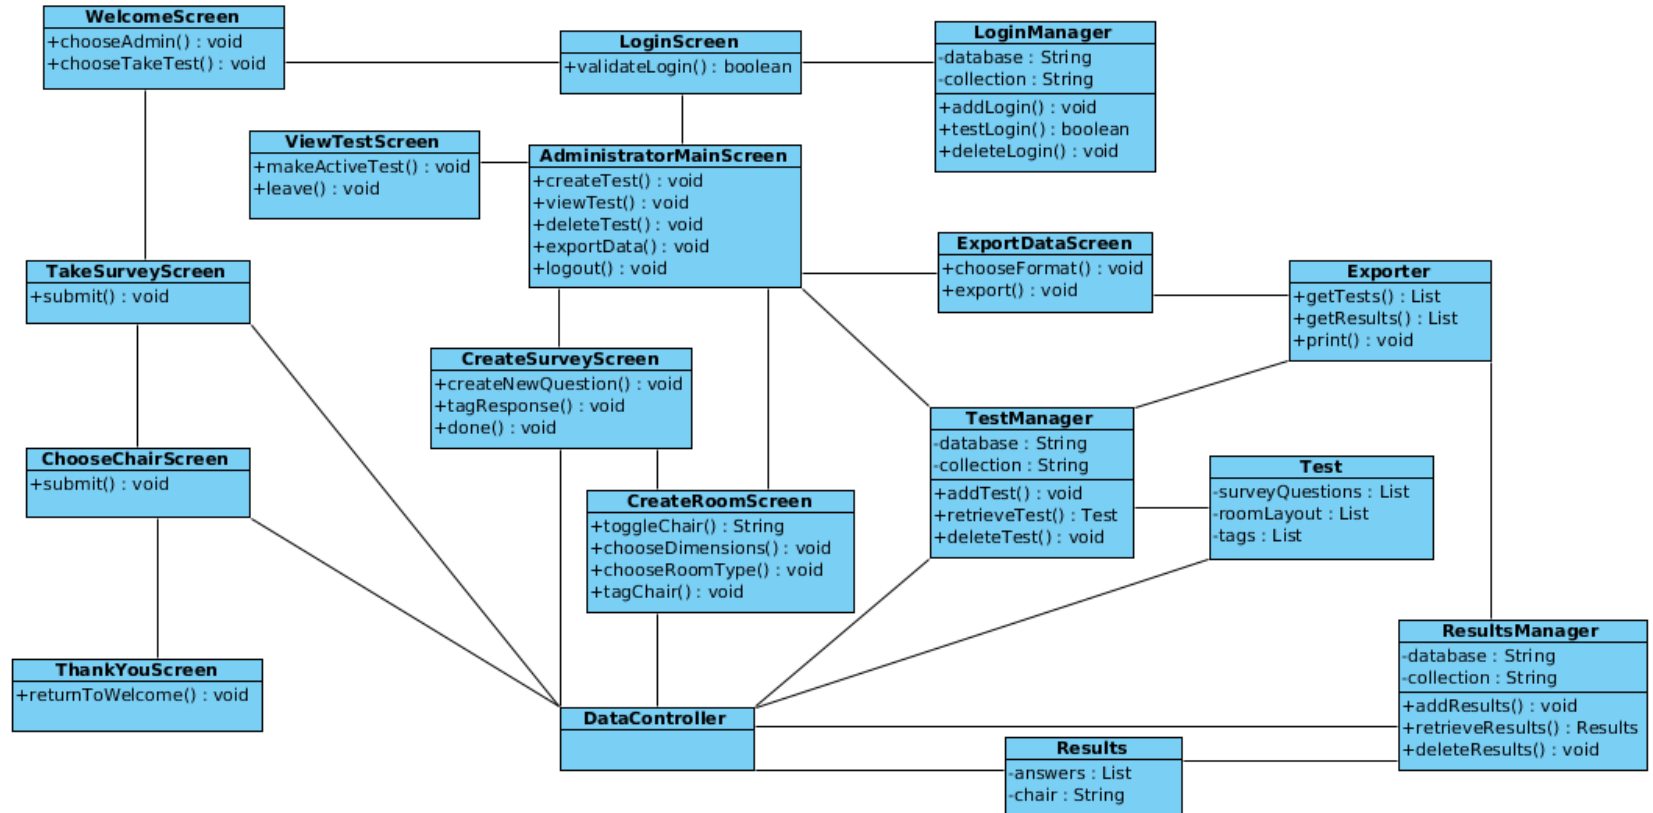 WelcomeScreen
+chooseAdmin() : void
+chooseTakeTest() : void
LoginScreen
+validateLogin() : boolean
LoginManager
-database : String
-collection : String
+addLogin() : void
+testLogin() : boolean
+deleteLogin() : void
ViewTestScreen
+makeActiveTest() : void
+leave() : void
AdministratorMainScreen
+createTest() : void
+viewTest() : void
+deleteTest() : void
+exportData() : void
+logout() : void
ExportDataScreen
+chooseFormat() : void
+export() : void
Exporter
+getTests() : List
+getResults() : List
+print() : void
TakeSurveyScreen
+submit() : void
CreateSurveyScreen
+createNewQuestion() : void
+tagResponse() : void
+done() : void
TestManager
-database : String
-collection : String
+addTest() : void
+retrieveTest() : Test
+deleteTest() : void
Test
-surveyQuestions : List
-roomLayout : List
-tags : List
ChooseChairScreen
+submit() : void
CreateRoomScreen
+toggleChair() : String
+chooseDimensions() : void
+chooseRoomType() : void
+tagChair() : void
ThankYouScreen
+returnToWelcome() : void
DataController
ResultsManager
-database : String
-collection : String
+addResults() : void
+retrieveResults() : Results
+deleteResults() : void
Results
-answers : List
-chair : String